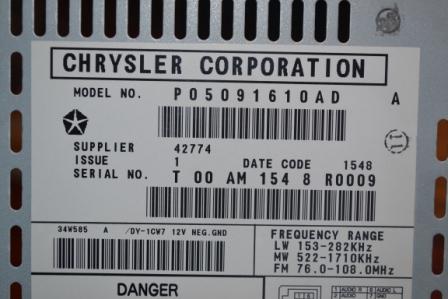 CHRYSLER CORPORATION
MODEL NO. P05091610AD A
SUPPLIER 42774
ISSUE 1 DATE CODE 1548
SERIAL NO. T 00 AM 154 8 R0009
34W585 A /DY-1CW7 12V NEG.GND
FREQUENCY RANGE
LW 153-282KHz
MW 522-1710KHz
FM 76.0-108.0MHz
DANGER